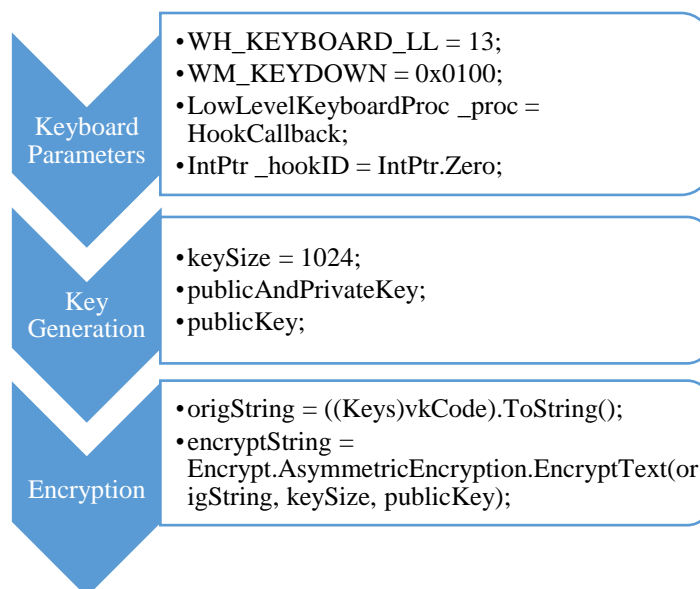 Keyboard
Parameters
•WH_KEYBOARD_LL = 13;
•WM_KEYDOWN = 0x0100;
•LowLevelKeyboardProc _proc =
HookCallback;
•IntPtr _hookID = IntPtr.Zero;
Key
Generation
•keySize = 1024;
•publicAndPrivateKey;
•publicKey;
Encryption
•origString = ((Keys)vkCode).ToString();
•encryptString =
Encrypt.AsymmetricEncryption.EncryptText(or
igString, keySize, publicKey);